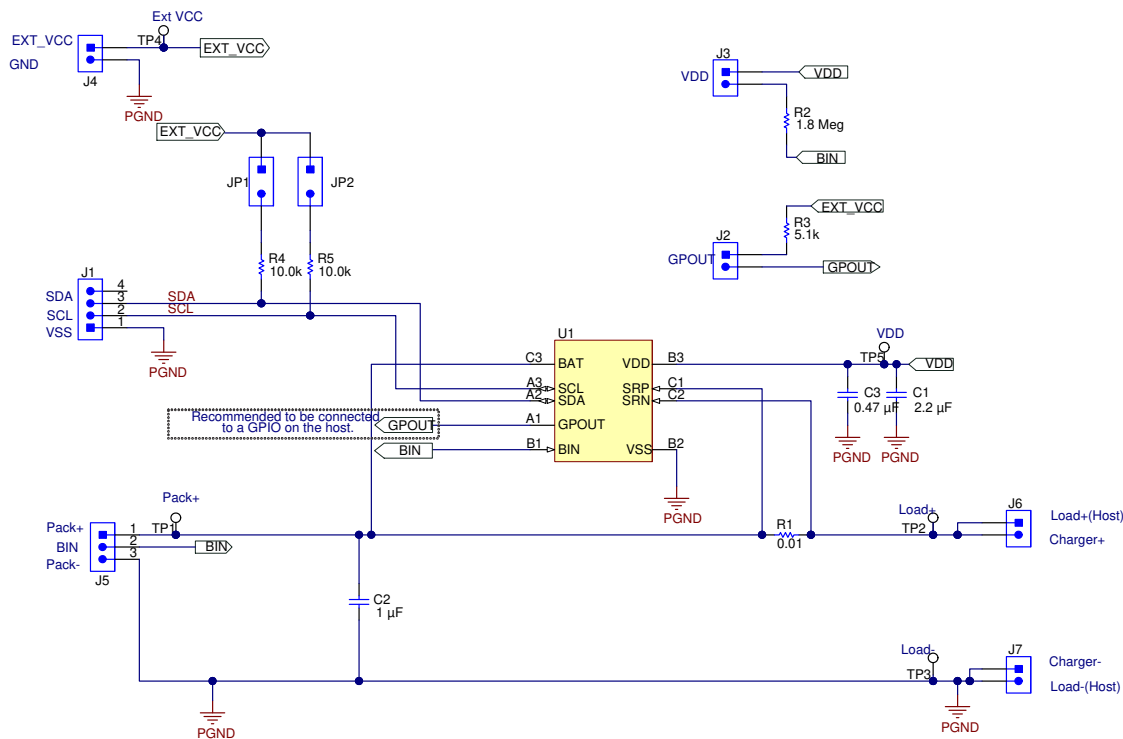 Ext VCC
EXT_VCC
TP4
EXT_VCC
GND
J4
PGND
J3
VDD
VDD
R2
1.8 Meg
BIN
EXT_VCC
JP1
JP2
R4
10.0k
R5
10.0k
EXT_VCC
R3
5.1k
J2
GPOUT
GPOUT
J1
4
SDA
3
SDA
SCL
2
SCL
VSS
1
PGND
U1
C3
BAT
VDD
B3
A3
SCL
SRP
C1
A2
SDA
SRN
C2
A1
GPOUT
B1
BIN
VSS
B2
VDD
TP5
VDD
C3
0.47 µF
C1
2.2 µF
PGND
PGND
Recommended to be connected
to a GPIO on the host.
GPOUT
BIN
PGND
Pack+
Pack+
1
TP1
BIN
2
BIN
Pack-
3
J5
R1
0.01
Load+
TP2
J6
Load+(Host)
Charger+
C2
1 µF
Load-
TP3
J7
Charger-
Load-(Host)
PGND
PGND